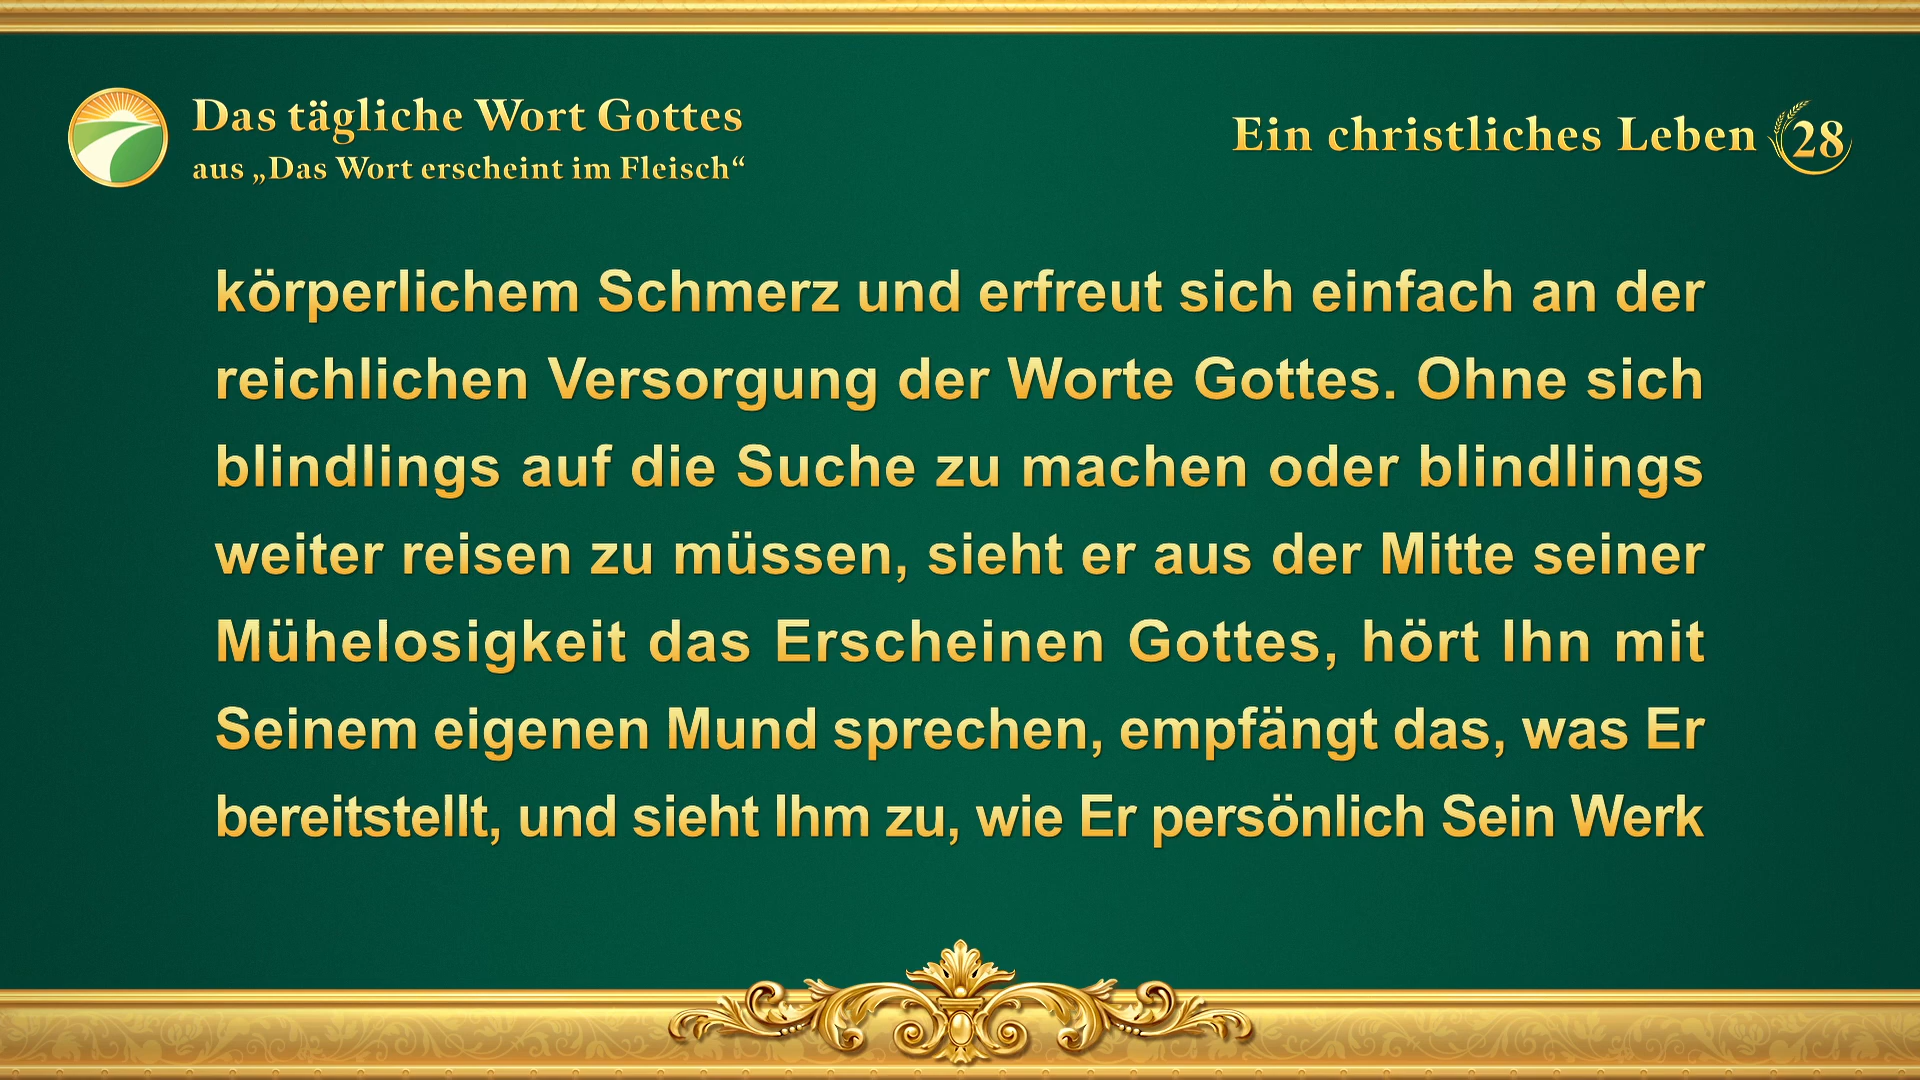 Das tägliche Wort Gottes
aus „Das Wort erscheint im Fleisch“
Ein christliches Leben 28
körperlichem Schmerz und erfreut sich einfach an der
reichlichen Versorgung der Worte Gottes. Ohne sich
blindlings auf die Suche zu machen oder blindlings
weiter reisen zu müssen, sieht er aus der Mitte seiner
Mühelosigkeit das Erscheinen Gottes, hört Ihn mit
Seinem eigenen Mund sprechen, empfängt das, was Er
bereitstellt, und sieht Ihm zu, wie Er persönlich Sein Werk